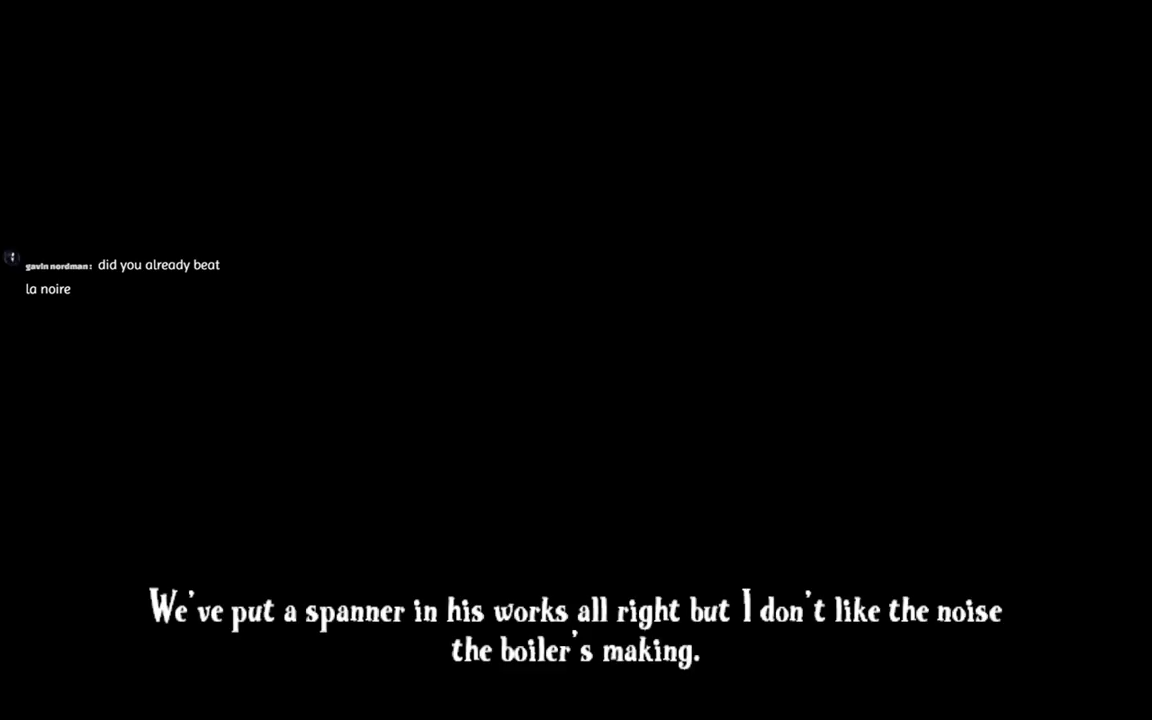 gavin nordman: did you already beat
la noire
We've put a spanner in his works all right but I don't like the noise
the boiler's making.